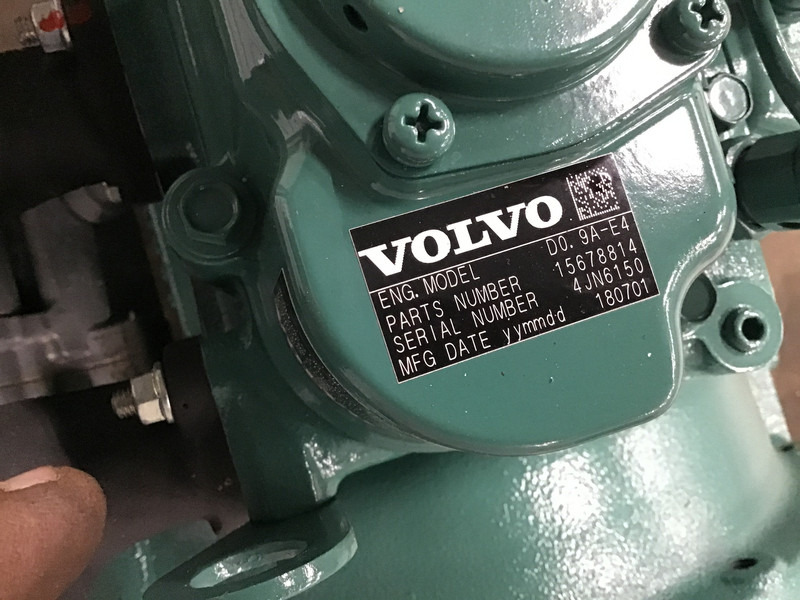 VOLVO
ENG. MODEL D0. 9A-E4
PARTS NUMBER 15678814
SERIAL NUMBER 4JN6150
MFG DATE yymmdd 180701